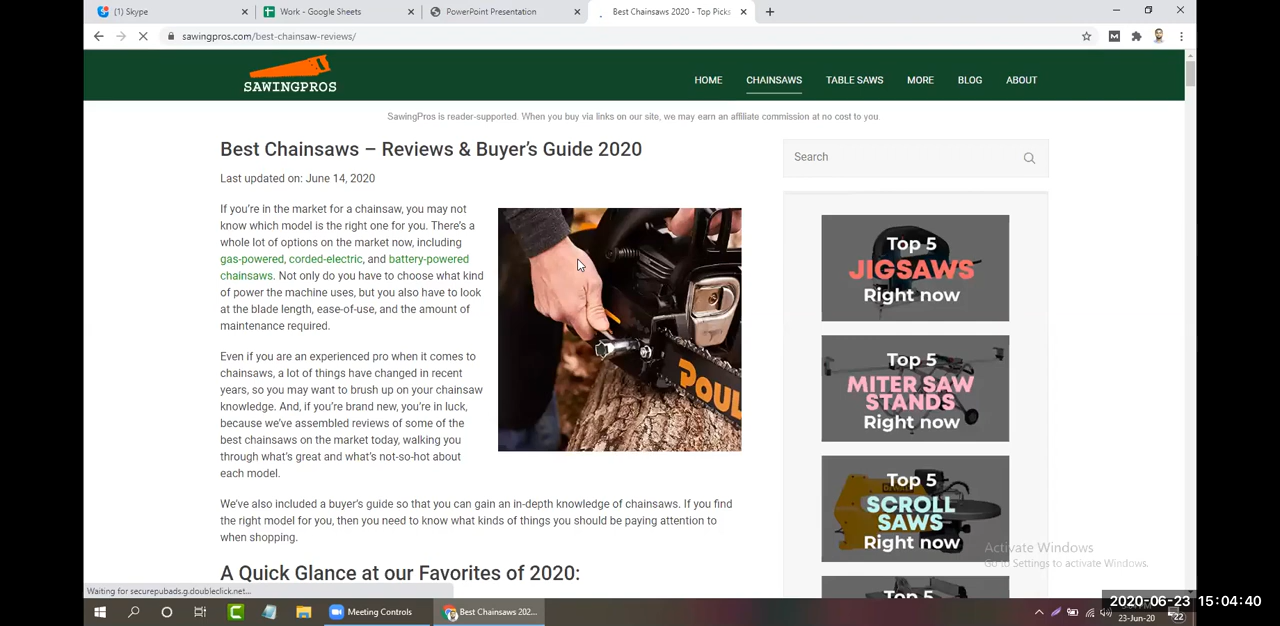 (1) Skype
Work - Google Sheets
PowerPoint Presentation
Best Chainsaws 2020 - Top Picks
sawingpros.com/best-chainsaw-reviews/
SAWINGPROS
HOME
CHAINSAWS
TABLE SAWS
MORE
BLOG
ABOUT
SawingPros is reader-supported. When you buy via links on our site, we may earn an affiliate commission at no cost to you.
Best Chainsaws – Reviews & Buyer's Guide 2020
Last updated on: June 14, 2020
If you're in the market for a chainsaw, you may not
know which model is the right one for you. There's a
whole lot of options on the market now, including
gas-powered, corded-electric, and battery-powered
chainsaws. Not only do you have to choose what kind
of power the machine uses, but you also have to look
at the blade length, ease-of-use, and the amount of
maintenance required.
Even if you are an experienced pro when it comes to
chainsaws, a lot of things have changed in recent
years, so you may want to brush up on your chainsaw
knowledge. And, if you're brand new, you're in luck,
because we've assembled reviews of some of the
best chainsaws on the market today, walking you
through what's great and what's not-so-hot about
each model.
POUL
We've also included a buyer's guide so that you can gain an in-depth knowledge of chainsaws. If you find
the right model for you, then you need to know what kinds of things you should be paying attention to
when shopping.
A Quick Glance at our Favorites of 2020:
Search
Top 5
JIGSAWS
Right now
Top 5
MITER SAW
STANDS
Right now
Top 5
SCROLL
SAWS
Right now
Top 5
Activate Windows
Go to Settings to activate Windows.
Waiting for securepubads.g.doubleclick.net...
Meeting Controls
Best Chainsaws 202...
2020-06-23 15:04:40
23-Jun-20
22